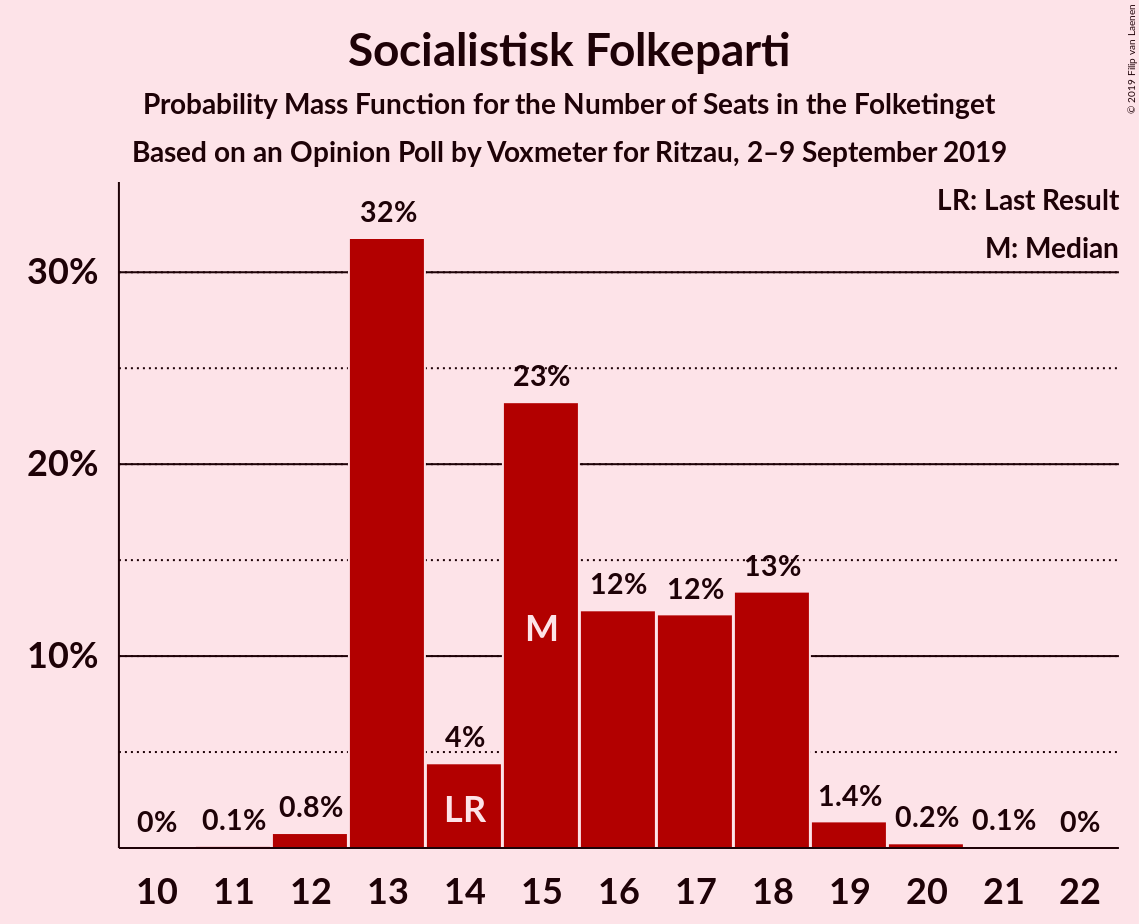 Socialistisk Folkeparti
Probability Mass Function for the Number of Seats in the Folketinget
Based on an Opinion Poll by Voxmeter for Ritzau, 2–9 September 2019
© 2019 Filip van Laenen
LR: Last Result
M: Median
30%
20%
10%
0%
0.1%
0.8%
32%
4%
23%
12%
12%
13%
1.4%
0.2%
0.1%
0%
LR
M
10 11 12 13 14 15 16 17 18 19 20 21 22